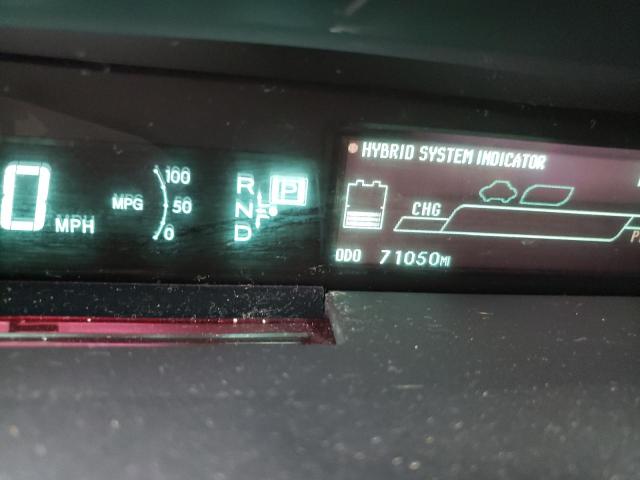 HYBRID SYSTEM INDICATOR
0 MPH
MPG 100 50 0
R
N
D
P
CHG
ODO 71050MI